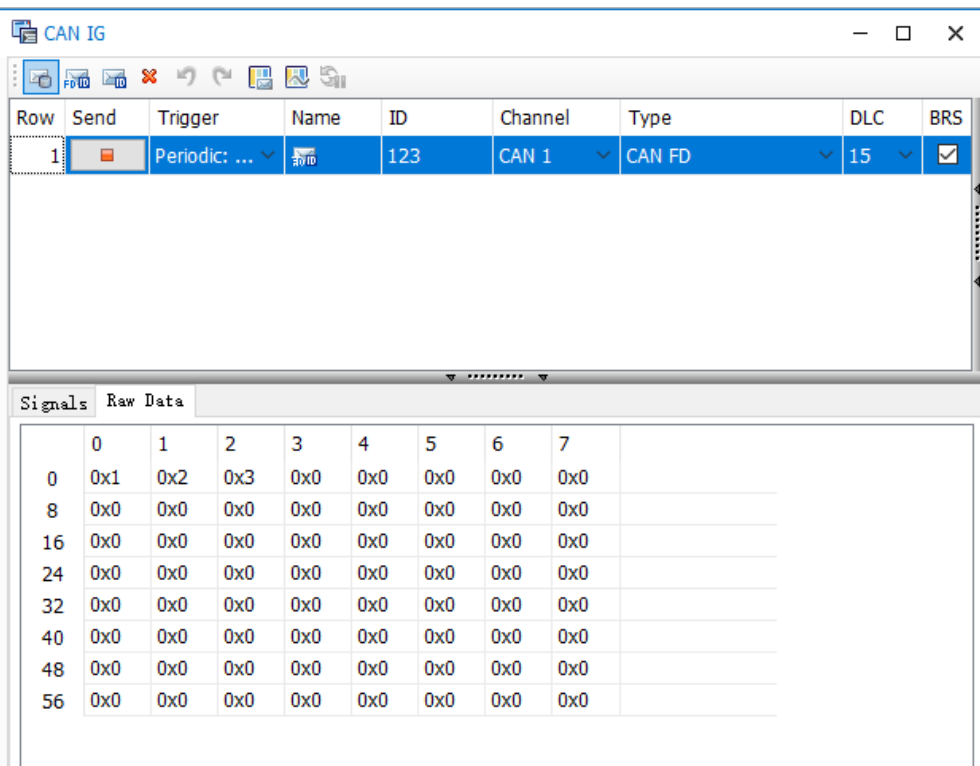 CAN IG
Row Send Trigger Name ID Channel Type DLC BRS
1 Periodic: ... 123 CAN 1 CAN FD 15
Signals Raw Data
0 1 2 3 4 5 6 7
0 0x1 0x2 0x3 0x0 0x0 0x0 0x0 0x0
8 0x0 0x0 0x0 0x0 0x0 0x0 0x0 0x0
16 0x0 0x0 0x0 0x0 0x0 0x0 0x0 0x0
24 0x0 0x0 0x0 0x0 0x0 0x0 0x0 0x0
32 0x0 0x0 0x0 0x0 0x0 0x0 0x0 0x0
40 0x0 0x0 0x0 0x0 0x0 0x0 0x0 0x0
48 0x0 0x0 0x0 0x0 0x0 0x0 0x0 0x0
56 0x0 0x0 0x0 0x0 0x0 0x0 0x0 0x0